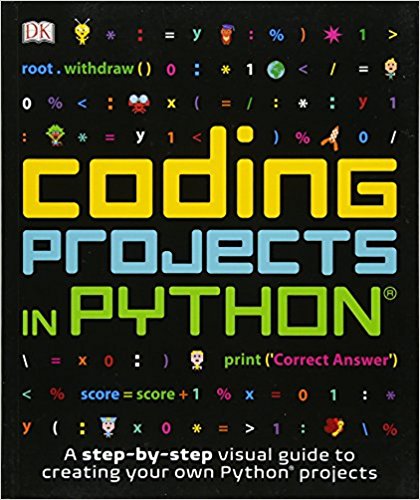 DK
* : = y : % ) 1 >
root . withdraw ( ) 0 : * 1 < / =
0 % < : x ( = / : * :
: * = y 1 < ) % ) 0 /
coding
projects
in PYTHON®
\ = x 0 : ) print ('Correct Answer')
< % score = score + 1 % x = 0 1 : *
y ( : x 0 * = > 1 : > : \ %
A step-by-step visual guide to
creating your own Python® projects